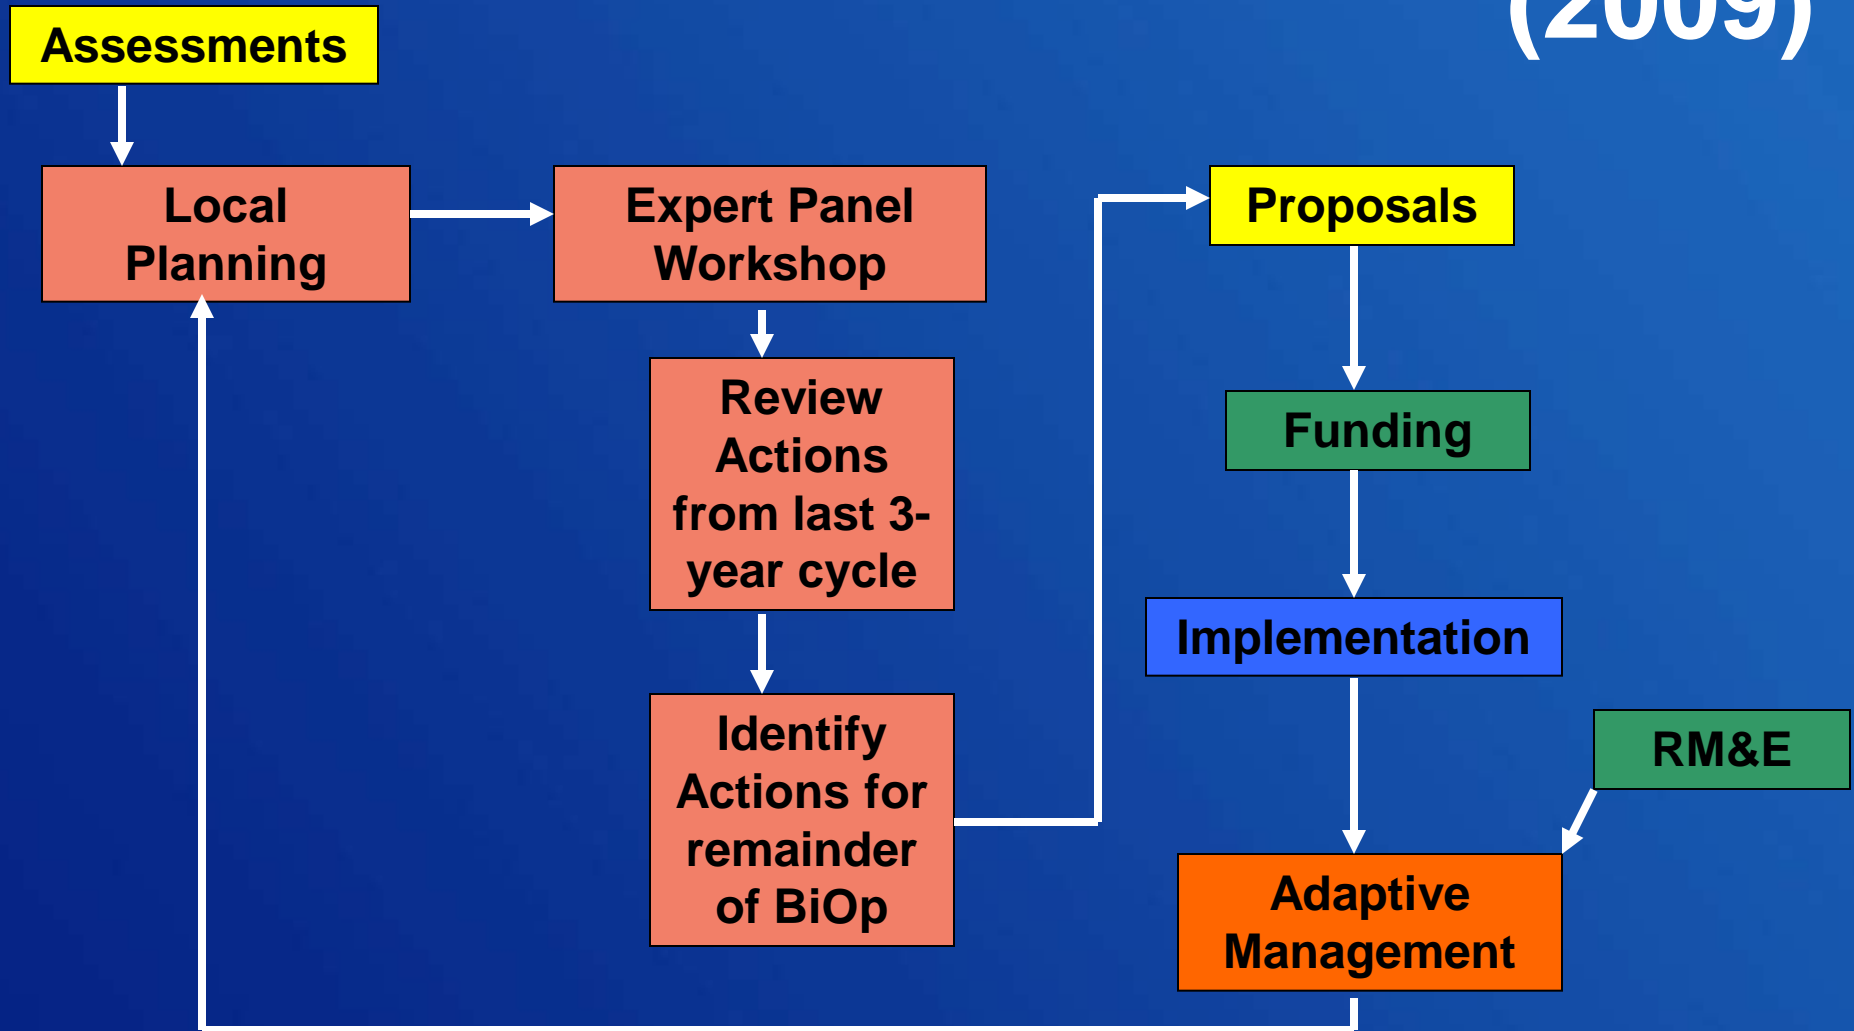 (2009)
Assessments
Local
Planning
Expert Panel
Workshop
Review
Actions
from last 3-
year cycle
Identify
Actions for
remainder
of BiOp
Proposals
Funding
Implementation
RM&E
Adaptive
Management